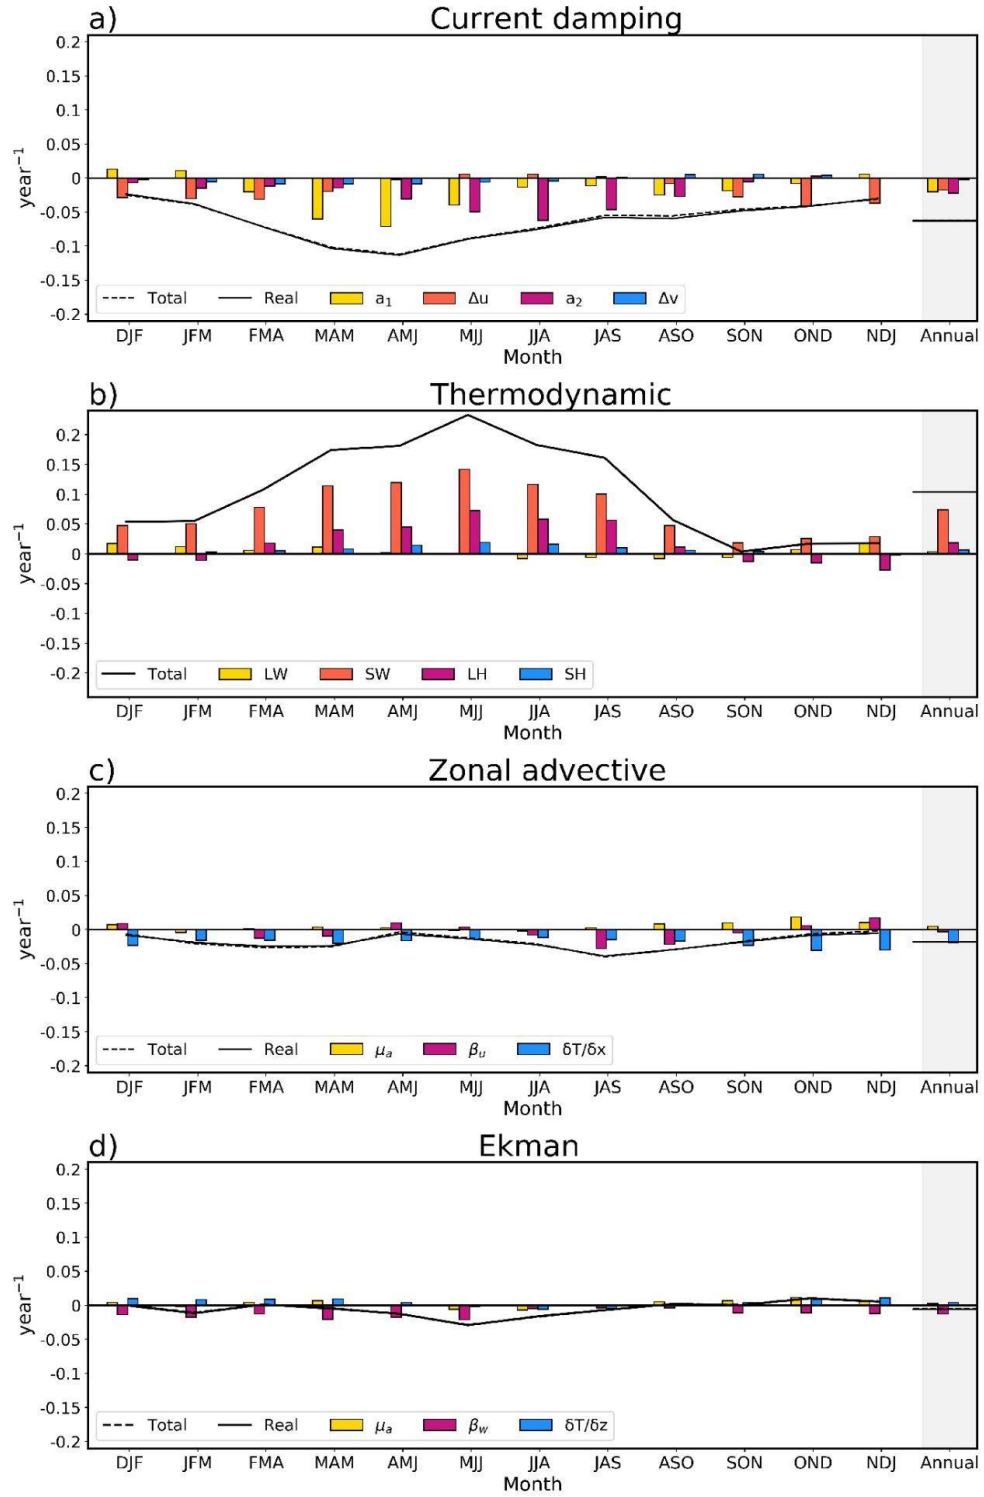 a) Current damping
0.2
0.15
0.1
0.05
0
-0.05
-0.1
-0.15
-0.2
year⁻¹
Total Real a₁ Δu a₂ Δv
DJF JFM FMA MAM AMJ MJJ JJA JAS ASO SON OND NDJ Annual
Month
b) Thermodynamic
0.2
0.15
0.1
0.05
0
-0.05
-0.1
-0.15
-0.2
year⁻¹
Total LW SW LH SH
DJF JFM FMA MAM AMJ MJJ JJA JAS ASO SON OND NDJ Annual
Month
c) Zonal advective
0.2
0.15
0.1
0.05
0
-0.05
-0.1
-0.15
-0.2
year⁻¹
Total Real μₐ βᵤ δT/δx
DJF JFM FMA MAM AMJ MJJ JJA JAS ASO SON OND NDJ Annual
Month
d) Ekman
0.2
0.15
0.1
0.05
0
-0.05
-0.1
-0.15
-0.2
year⁻¹
Total Real μₐ β_w δT/δz
DJF JFM FMA MAM AMJ MJJ JJA JAS ASO SON OND NDJ Annual
Month